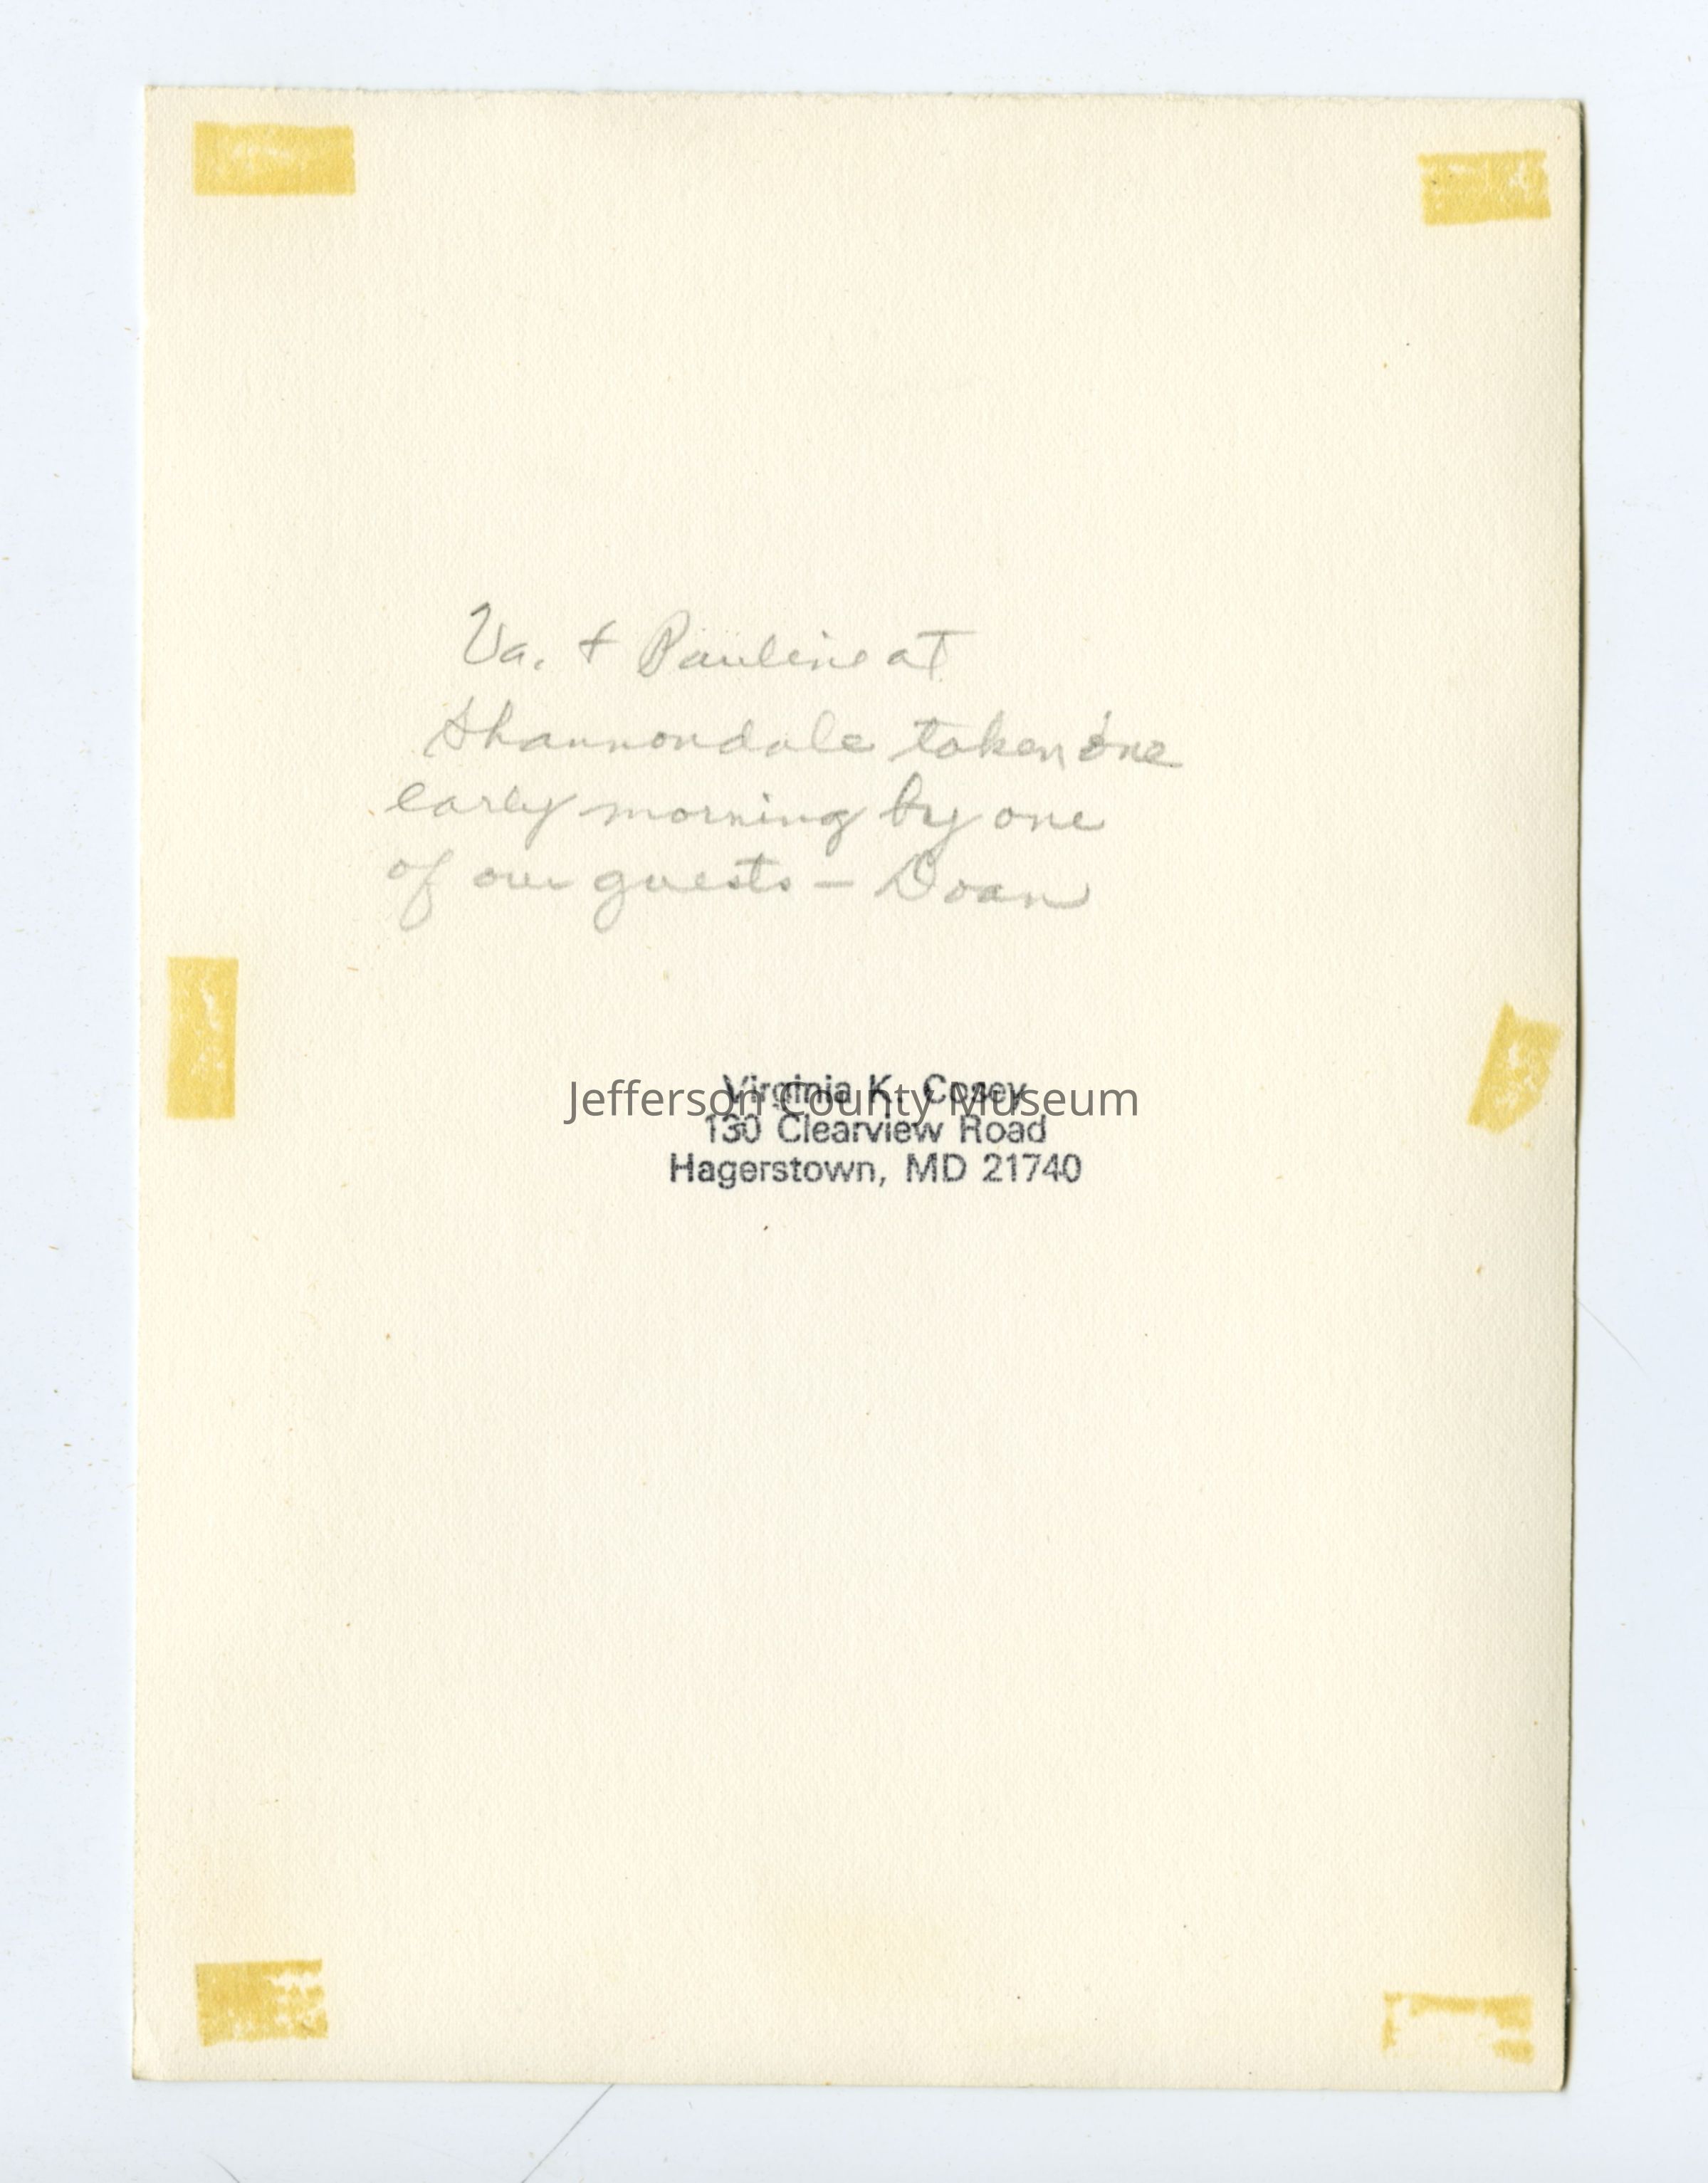 Va. + Pauline at
Shannondale taken one
early morning by one
of our guests — Doan
Virginia K. Cosey
Jefferson County Museum
130 Clearview Road
Hagerstown, MD 21740